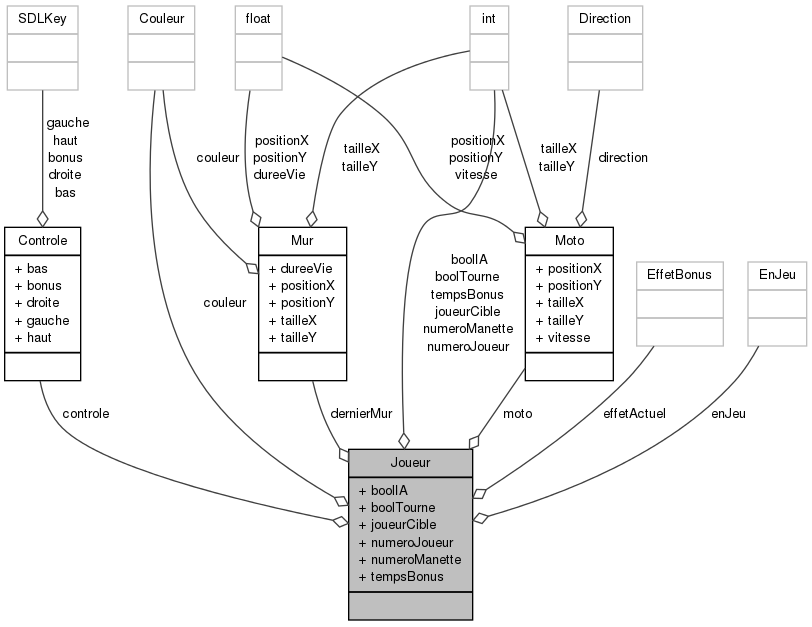 SDLKey
Couleur
float
int
Direction
gauche
haut
bonus
droite
bas
couleur
positionX
positionY
dureeVie
tailleX
tailleY
positionX
positionY
vitesse
tailleX
tailleY
direction
Controle
+ bas
+ bonus
+ droite
+ gauche
+ haut
couleur
Mur
+ dureeVie
+ positionX
+ positionY
+ tailleX
+ tailleY
boolIA
boolTourne
tempsBonus
joueurCible
numeroManette
numeroJoueur
Moto
+ positionX
+ positionY
+ tailleX
+ tailleY
+ vitesse
EffetBonus
EnJeu
controle
dernierMur
moto
effetActuel
enJeu
Joueur
+ boolIA
+ boolTourne
+ joueurCible
+ numeroJoueur
+ numeroManette
+ tempsBonus